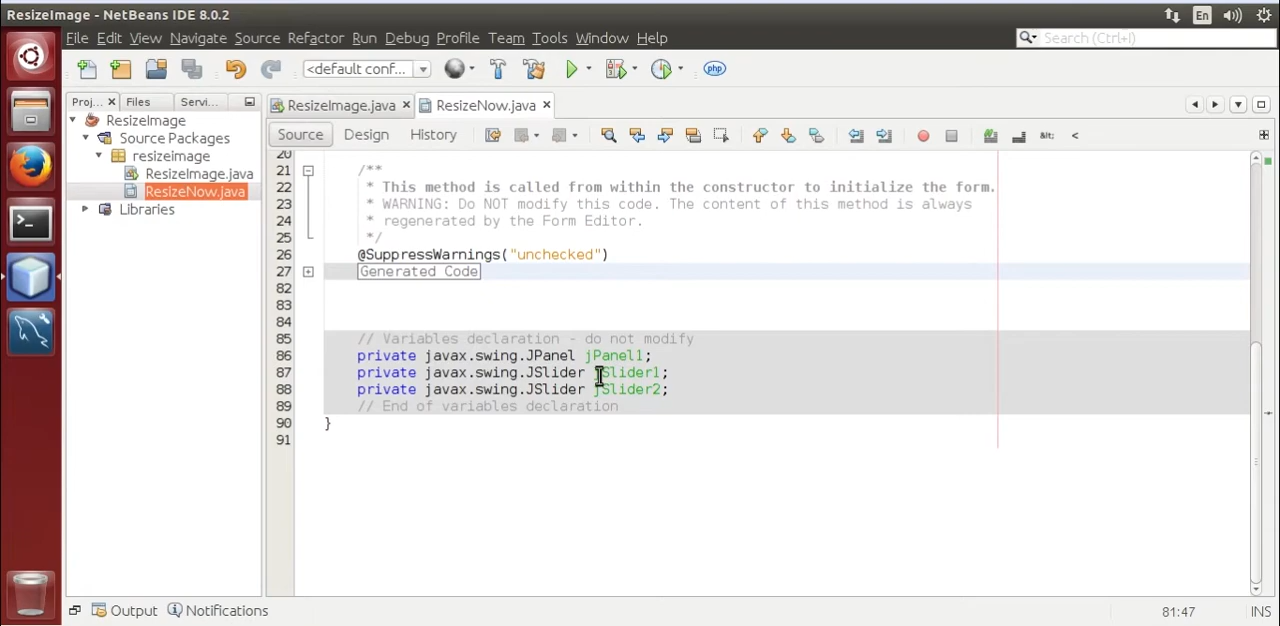 ResizeImage - NetBeans IDE 8.0.2
En
File Edit View Navigate Source Refactor Run Debug Profile Team Tools Window Help
Search (Ctrl+I)
<default conf...
php
Proj... Files Servi...
ResizeImage
Source Packages
resizeimage
ResizeImage.java
ResizeNow.java
Libraries
ResizeImage.java ResizeNow.java
Source Design History
20
21 /**
22 * This method is called from within the constructor to initialize the form.
23 * WARNING: Do NOT modify this code. The content of this method is always
24 * regenerated by the Form Editor.
25 */
26 @SuppressWarnings("unchecked")
27 Generated Code
82
83
84
85 // Variables declaration - do not modify
86 private javax.swing.JPanel jPanel1;
87 private javax.swing.JSlider jSlider1;
88 private javax.swing.JSlider jSlider2;
89 // End of variables declaration
90 }
91
Output Notifications
81:47 INS